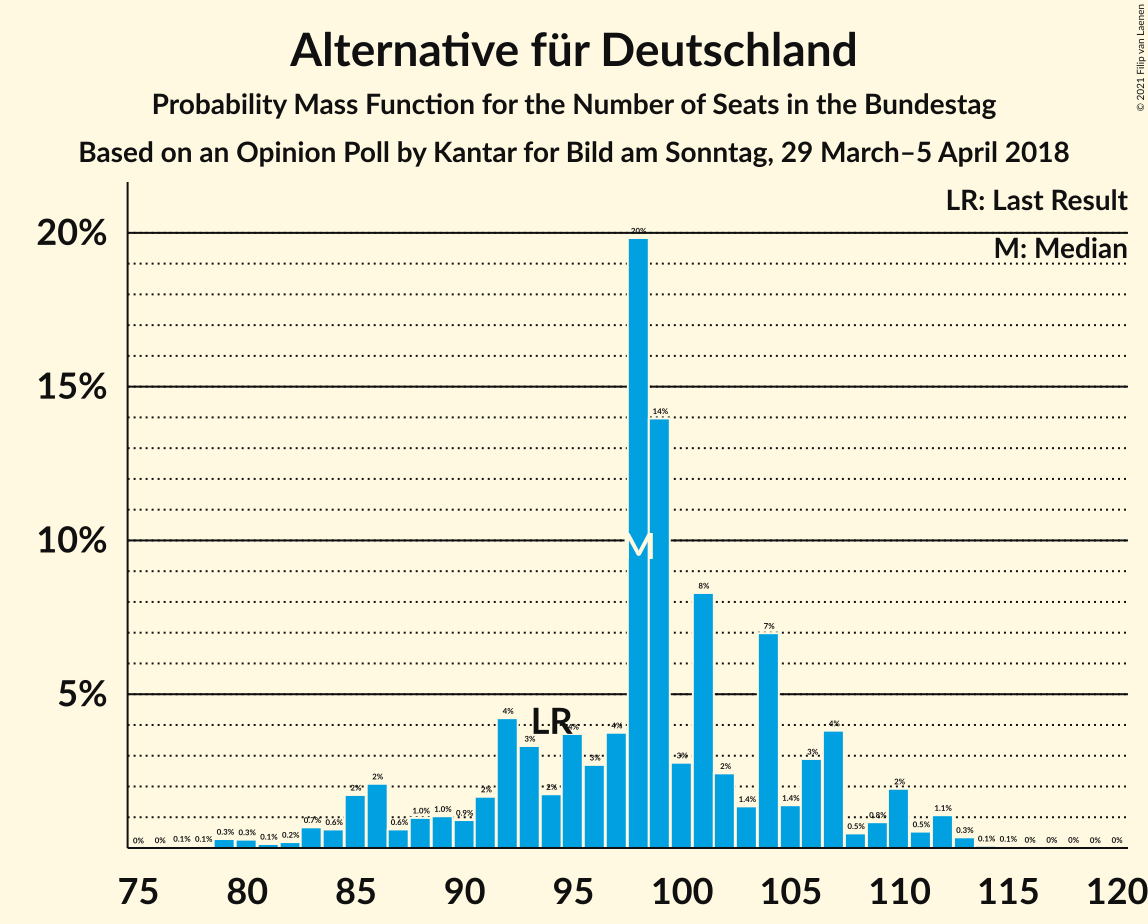 © 2021 Filip van Laenen
Alternative für Deutschland
Probability Mass Function for the Number of Seats in the Bundestag
Based on an Opinion Poll by Kantar for Bild am Sonntag, 29 March–5 April 2018
LR: Last Result
M: Median
20%
15%
10%
5%
0% 0% 0.1% 0.1% 0.3% 0.3% 0.1% 0.2% 0.7% 0.6% 2% 2% 0.6% 1.0% 1.0% 0.9% 2% 4% 3% 2% 4% 3% 4% 20% 14% 3% 8% 2% 1.4% 7% 1.4% 3% 4% 0.5% 0.8% 2% 0.5% 1.1% 0.3% 0.1% 0.1% 0% 0% 0% 0% 0%
LR
M
75 80 85 90 95 100 105 110 115 120